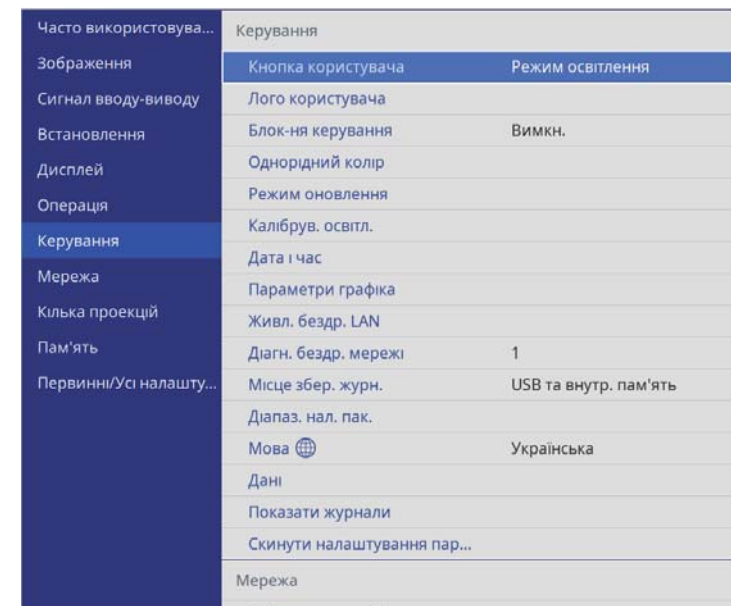 Часто використовува...
Зображення
Сигнал вводу-виводу
Встановлення
Дисплей
Операція
Керування
Мережа
Кілька проекцій
Пам'ять
Первинні/Усі налашту...
Керування
Кнопка користувача Режим освітлення
Лого користувача
Блок-ня керування Вимкн.
Однорідний колір
Режим оновлення
Калібрув. освітл.
Дата і час
Параметри графіка
Живл. бездр. LAN
Діагн. бездр. мережі 1
Місце збер. журн. USB та внутр. пам'ять
Діапаз. нал. пак.
Мова Українська
Дані
Показати журнали
Скинути налаштування пар...
Мережа